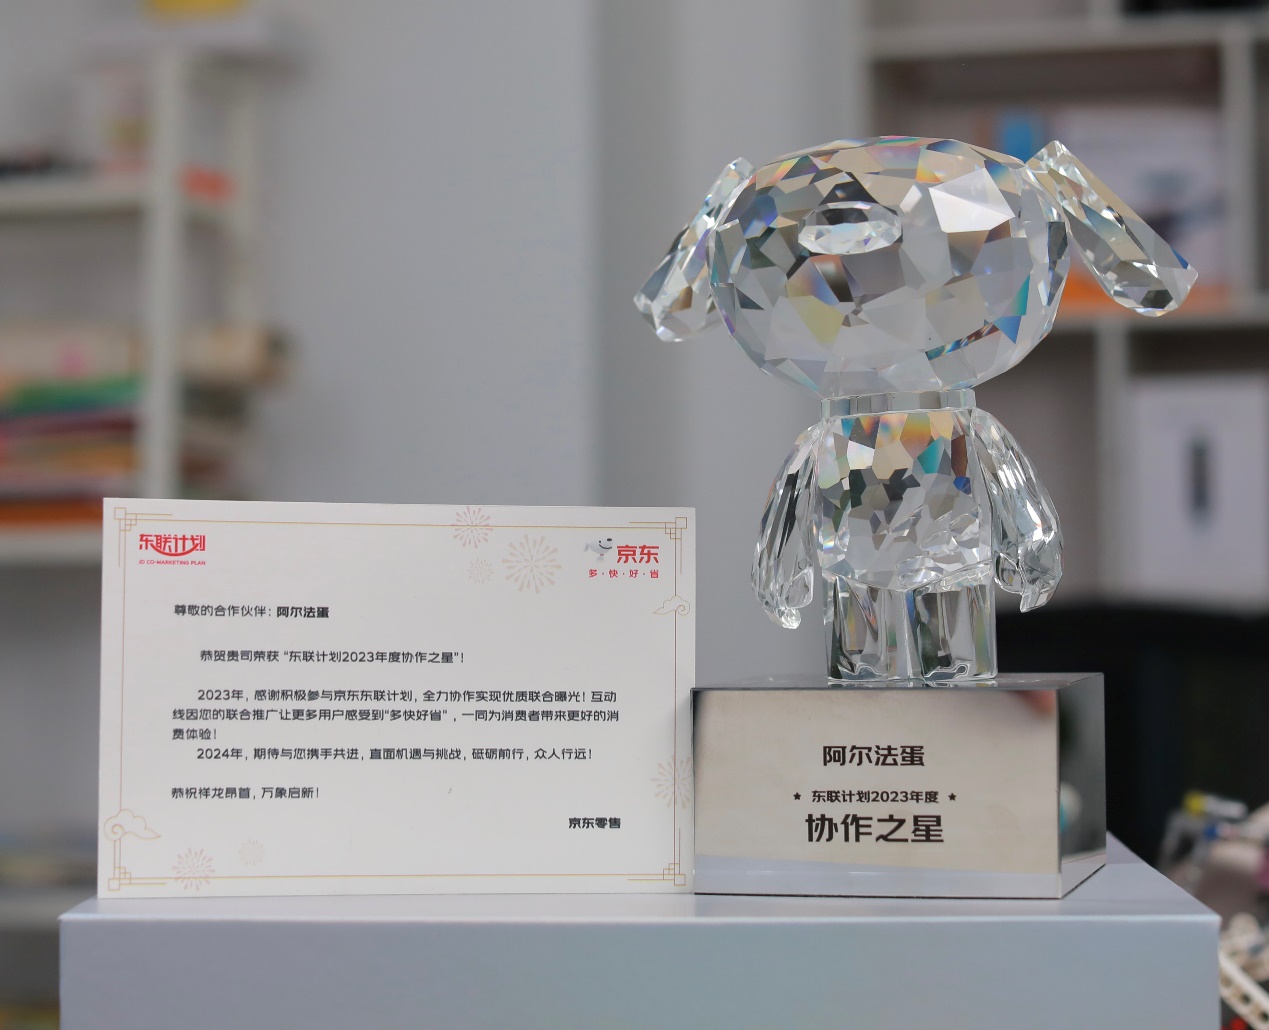 东联计划
JD CO-MARKETING PLAN
京东
多·快·好·省
尊敬的合作伙伴：阿尔法蛋
恭贺贵司荣获“东联计划2023年度协作之星”！
2023年，感谢积极参与京东东联计划，全力协作实现优质联合曝光！互动
线因您的联合推广让更多用户感受到“多快好省”，一同为消费者带来更好的消
费体验！
2024年，期待与您携手共进，直面机遇与挑战，砥砺前行，众人行远！
恭祝祥龙昂首，万象启新！
京东零售
阿尔法蛋
★ 东联计划2023年度 ★
协作之星